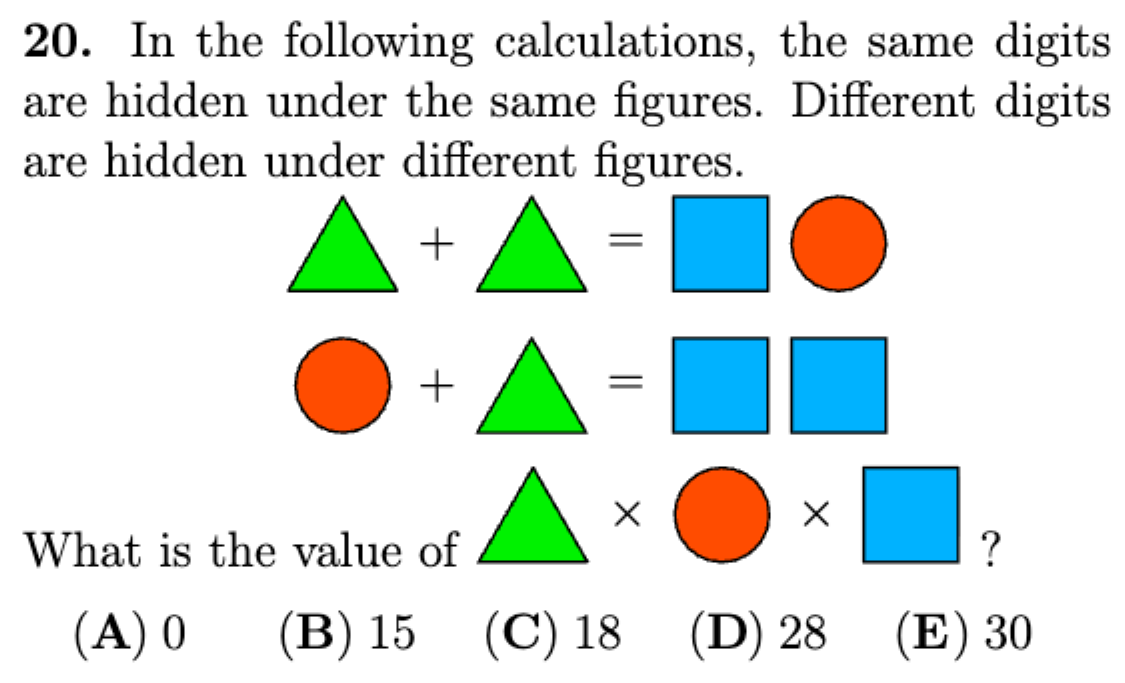 20. In the following calculations, the same digits
are hidden under the same figures. Different digits
are hidden under different figures.
+ =
+ =
× ×
What is the value of ?
(A) 0 (B) 15 (C) 18 (D) 28 (E) 30